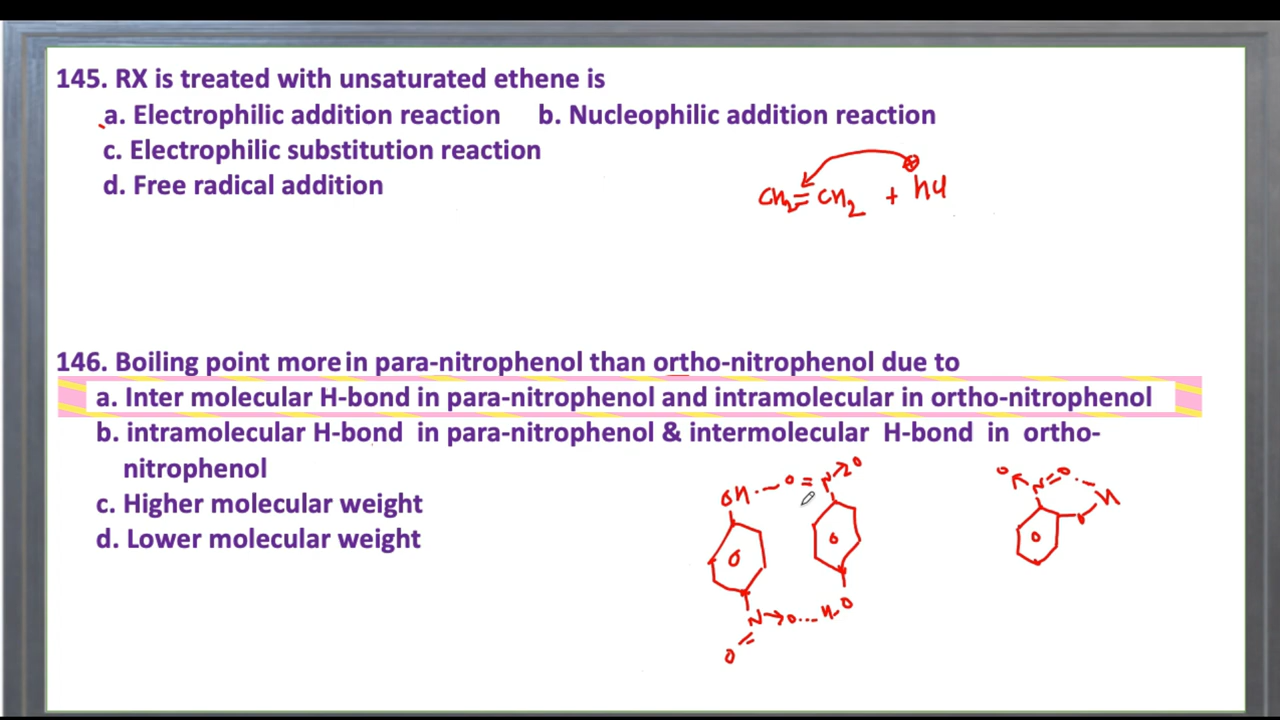 145. RX is treated with unsaturated ethene is
a. Electrophilic addition reaction b. Nucleophilic addition reaction
c. Electrophilic substitution reaction
d. Free radical addition
CH2=CH2 +
146. Boiling point more in para-nitrophenol than ortho-nitrophenol due to
a. Inter molecular H-bond in para-nitrophenol and intramolecular in ortho-nitrophenol
b. intramolecular H-bond in para-nitrophenol & intermolecular H-bond in ortho-
nitrophenol
c. Higher molecular weight
d. Lower molecular weight
OH O = N O
O N O H
N O H O
O